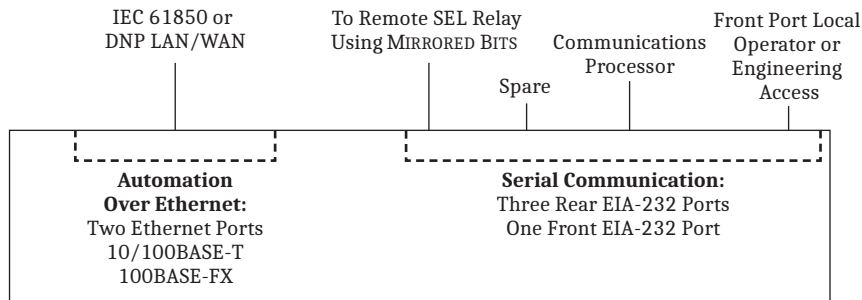 IEC 61850 or
DNP LAN/WAN
To Remote SEL Relay
Using MIRRORED BITS
Spare
Communications
Processor
Front Port Local
Operator or
Engineering
Access
Automation
Over Ethernet:
Two Ethernet Ports
10/100BASE-T
100BASE-FX
Serial Communication:
Three Rear EIA-232 Ports
One Front EIA-232 Port